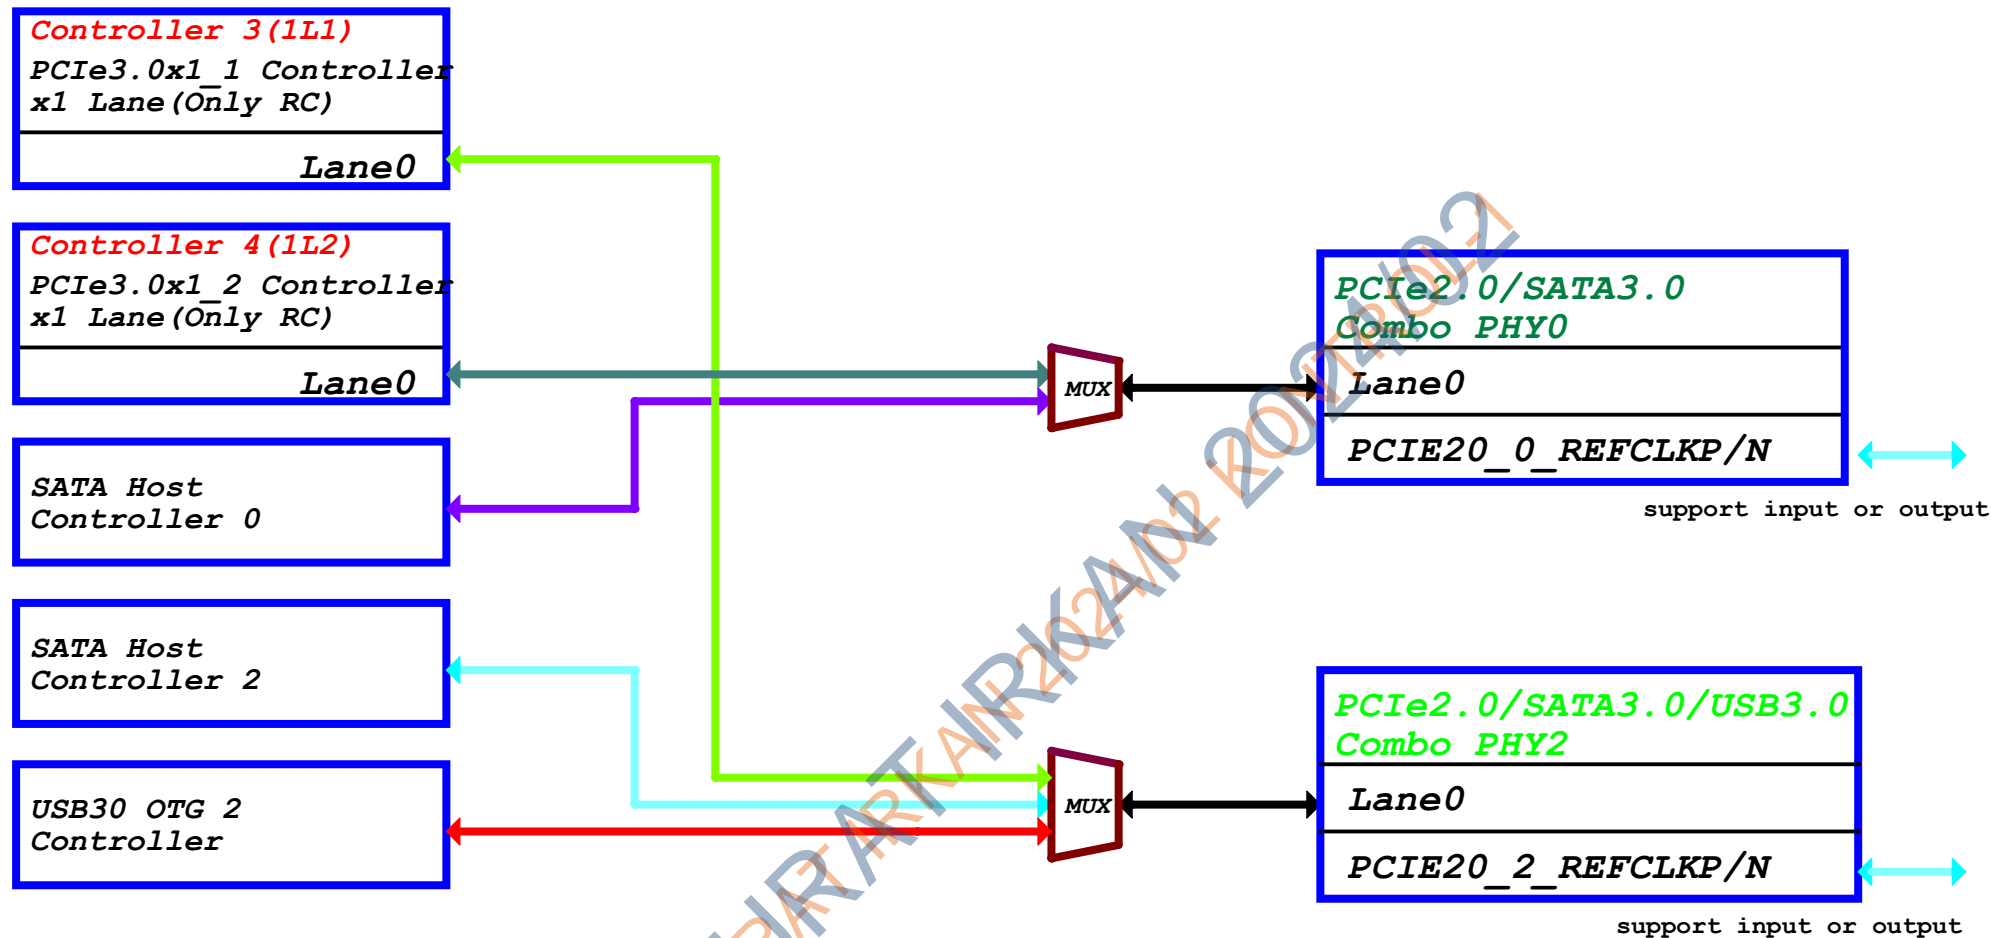 Controller 3(1L1)
PCIe3.0x1_1 Controller
x1 Lane(Only RC)
Lane0
Controller 4(1L2)
PCIe3.0x1_2 Controller
x1 Lane(Only RC)
Lane0
SATA Host
Controller 0
SATA Host
Controller 2
USB30 OTG 2
Controller
MUX
MUX
PCIe2.0/SATA3.0
Combo PHY0
Lane0
PCIE20_0_REFCLKP/N
support input or output
PCIe2.0/SATA3.0/USB3.0
Combo PHY2
Lane0
PCIE20_2_REFCLKP/N
support input or output